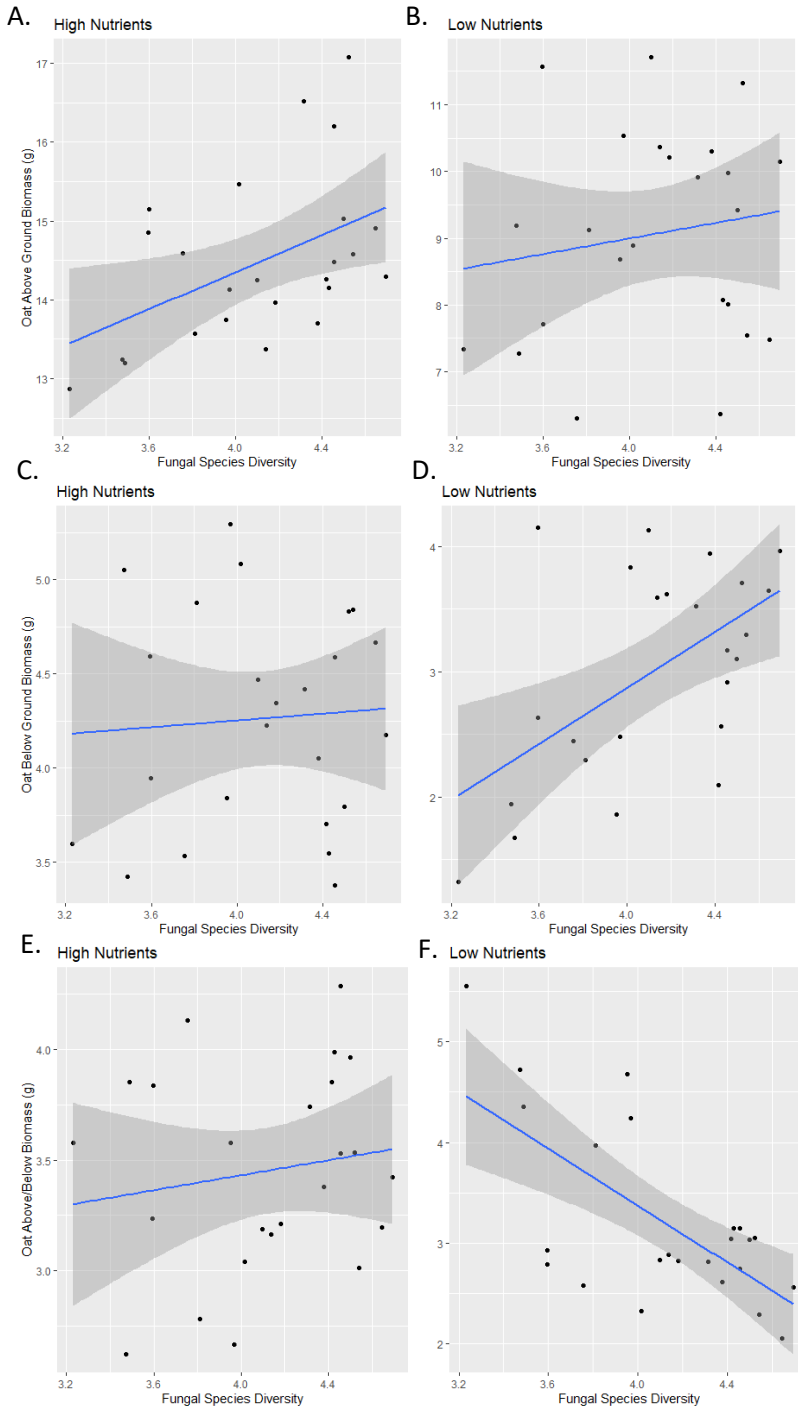 A.
High Nutrients
Oat Above Ground Biomass (g)
17
16
15
14
13
3.2 3.6 4.0 4.4
Fungal Species Diversity
B.
Low Nutrients
11
10
9
8
7
3.2 3.6 4.0 4.4
Fungal Species Diversity
C.
High Nutrients
Oat Below Ground Biomass (g)
5.0
4.5
4.0
3.5
3.2 3.6 4.0 4.4
Fungal Species Diversity
D.
Low Nutrients
4
3
2
3.2 3.6 4.0 4.4
Fungal Species Diversity
E.
High Nutrients
Oat Above/Below Biomass (g)
4.0
3.5
3.0
3.2 3.6 4.0 4.4
Fungal Species Diversity
F.
Low Nutrients
5
4
3
2
3.2 3.6 4.0 4.4
Fungal Species Diversity